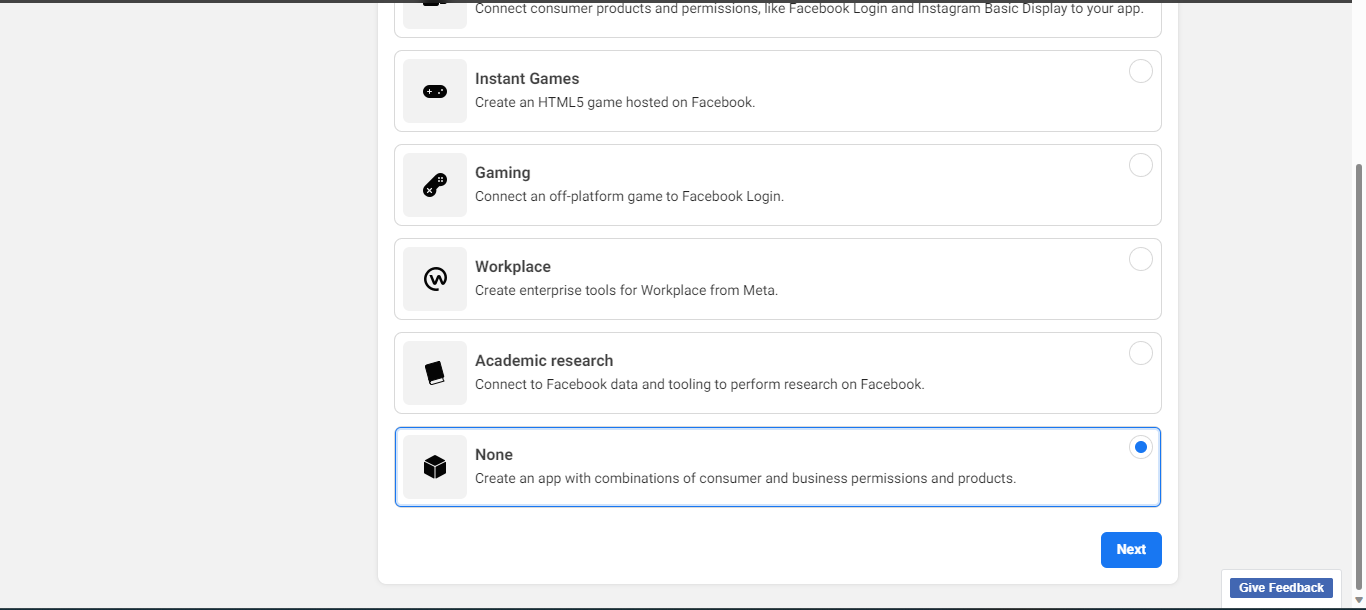 Connect consumer products and permissions, like Facebook Login and Instagram Basic Display to your app.
Instant Games
Create an HTML5 game hosted on Facebook.
Gaming
Connect an off-platform game to Facebook Login.
Workplace
Create enterprise tools for Workplace from Meta.
Academic research
Connect to Facebook data and tooling to perform research on Facebook.
None
Create an app with combinations of consumer and business permissions and products.
Next
Give Feedback